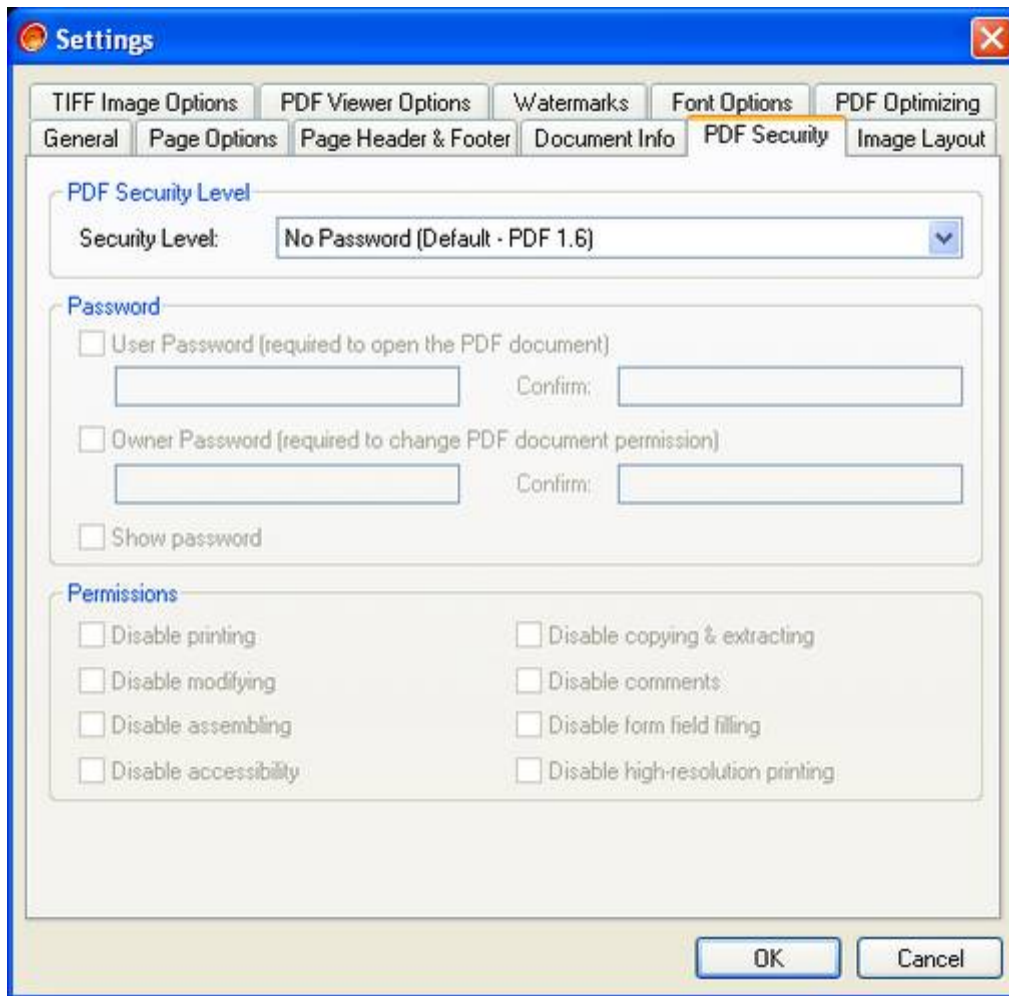 Settings
TIFF Image Options PDF Viewer Options Watermarks Font Options PDF Optimizing
General Page Options Page Header & Footer Document Info PDF Security Image Layout
PDF Security Level
Security Level: No Password (Default - PDF 1.6)
Password
User Password (required to open the PDF document)
Confirm:
Owner Password (required to change PDF document permission)
Confirm:
Show password
Permissions
Disable printing Disable copying & extracting
Disable modifying Disable comments
Disable assembling Disable form field filling
Disable accessibility Disable high-resolution printing
OK Cancel